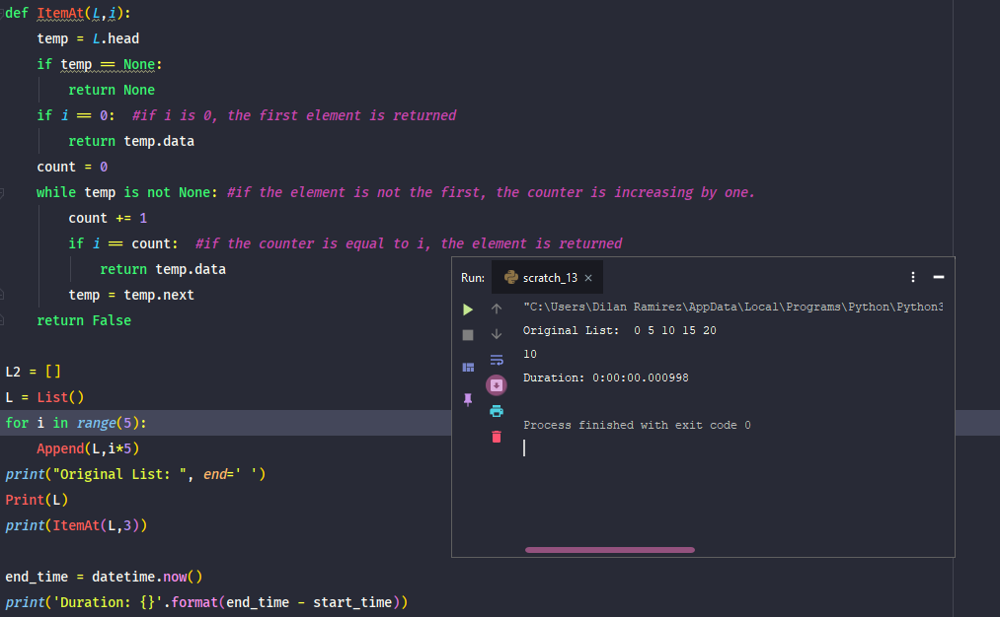 def ItemAt(L,i):
temp = L.head
if temp == None:
return None
if i == 0:  #if i is 0, the first element is returned
return temp.data
count = 0
while temp is not None: #if the element is not the first, the counter is increasing by one.
count += 1
if i == count:  #if the counter is equal to i, the element is returned
return temp.data
temp = temp.next
return False
L2 = []
L = List()
for i in range(5):
Append(L,i*5)
print("Original List: ", end=' ')
Print(L)
print(ItemAt(L,3))
end_time = datetime.now()
print('Duration: {}'.format(end_time - start_time))
Run: scratch_13
"C:\Users\Dilan Ramirez\AppData\Local\Programs\Python\Python3
Original List:  0 5 10 15 20
10
Duration: 0:00:00.000998
Process finished with exit code 0